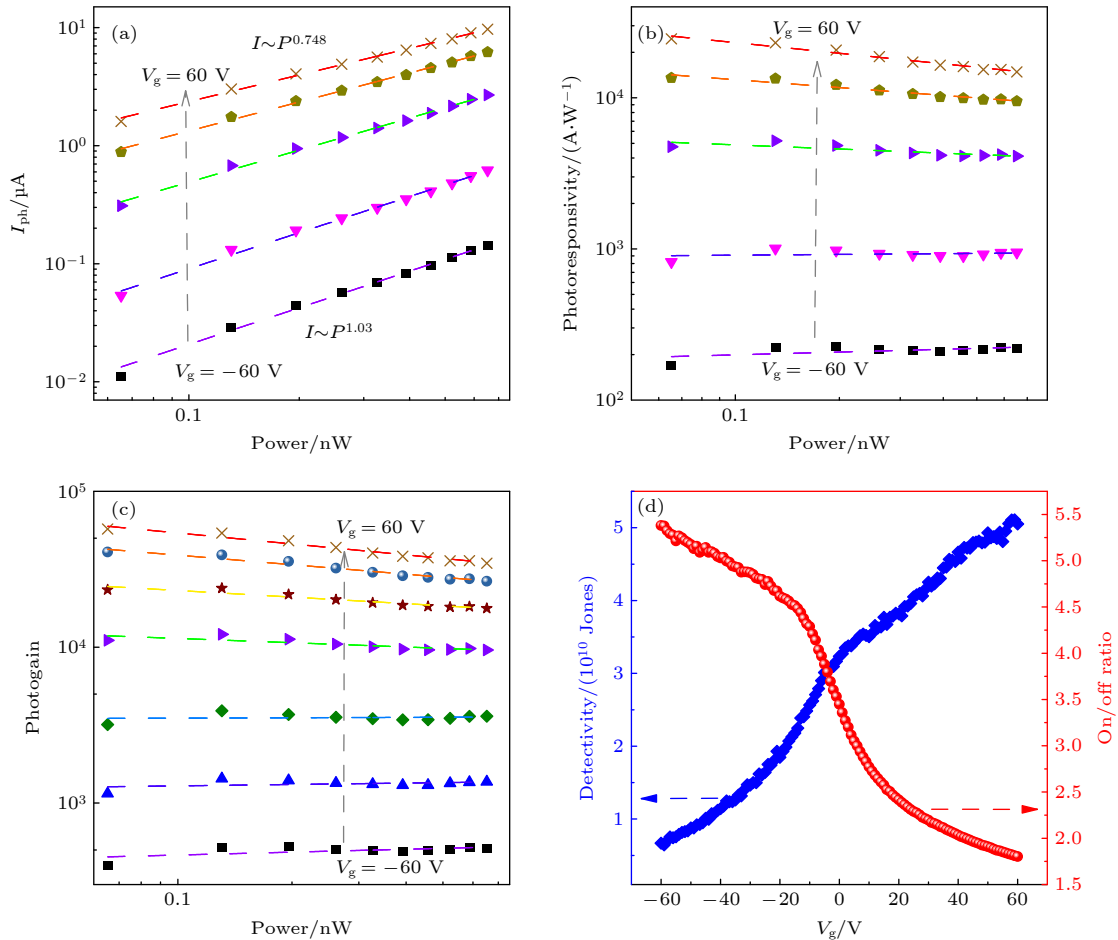 (a)
I~P^0.748
V_g = 60 V
I~P^1.03
V_g = −60 V
10^1
10^0
10^−1
10^−2
I_ph/μA
0.1
Power/nW
(b)
V_g = 60 V
V_g = −60 V
10^4
10^3
10^2
Photoresponsivity/(A·W^−1)
0.1
Power/nW
(c)
V_g = 60 V
V_g = −60 V
10^5
10^4
10^3
Photogain
0.1
Power/nW
(d)
5
4
3
2
1
Detectivity/(10^10 Jones)
5.5
5.0
4.5
4.0
3.5
3.0
2.5
2.0
1.5
On/off ratio
−60 −40 −20 0 20 40 60
V_g/V